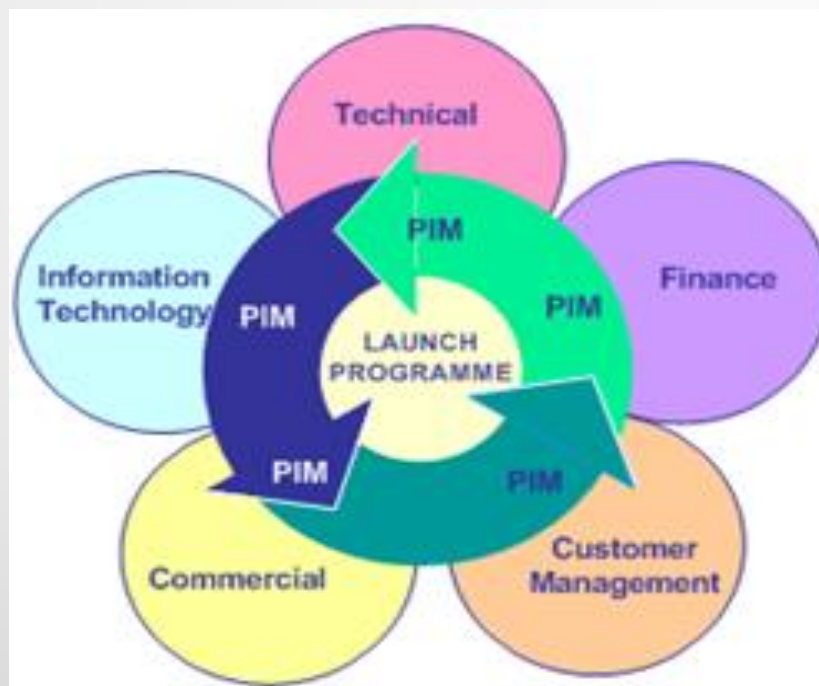 Technical
PIM
Finance
PIM
Information
Technology
PIM
LAUNCH
PROGRAMME
PIM
PIM
Commercial
Customer
Management